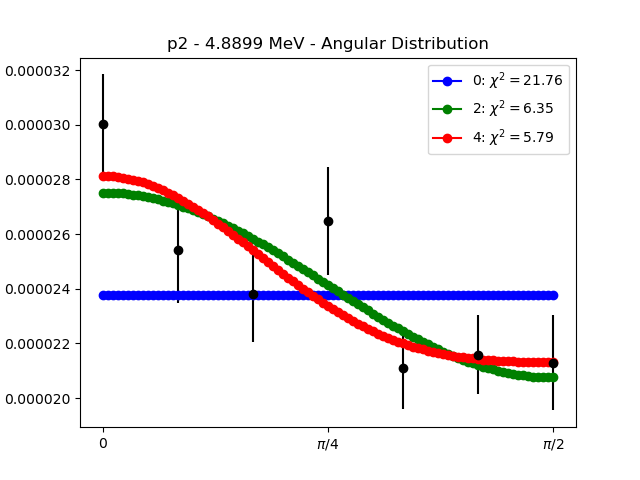 p2 - 4.8899 MeV - Angular Distribution
0.000032
0.000030
0.000028
0.000026
0.000024
0.000022
0.000020
0: χ² = 21.76
2: χ² = 6.35
4: χ² = 5.79
0
π/4
π/2